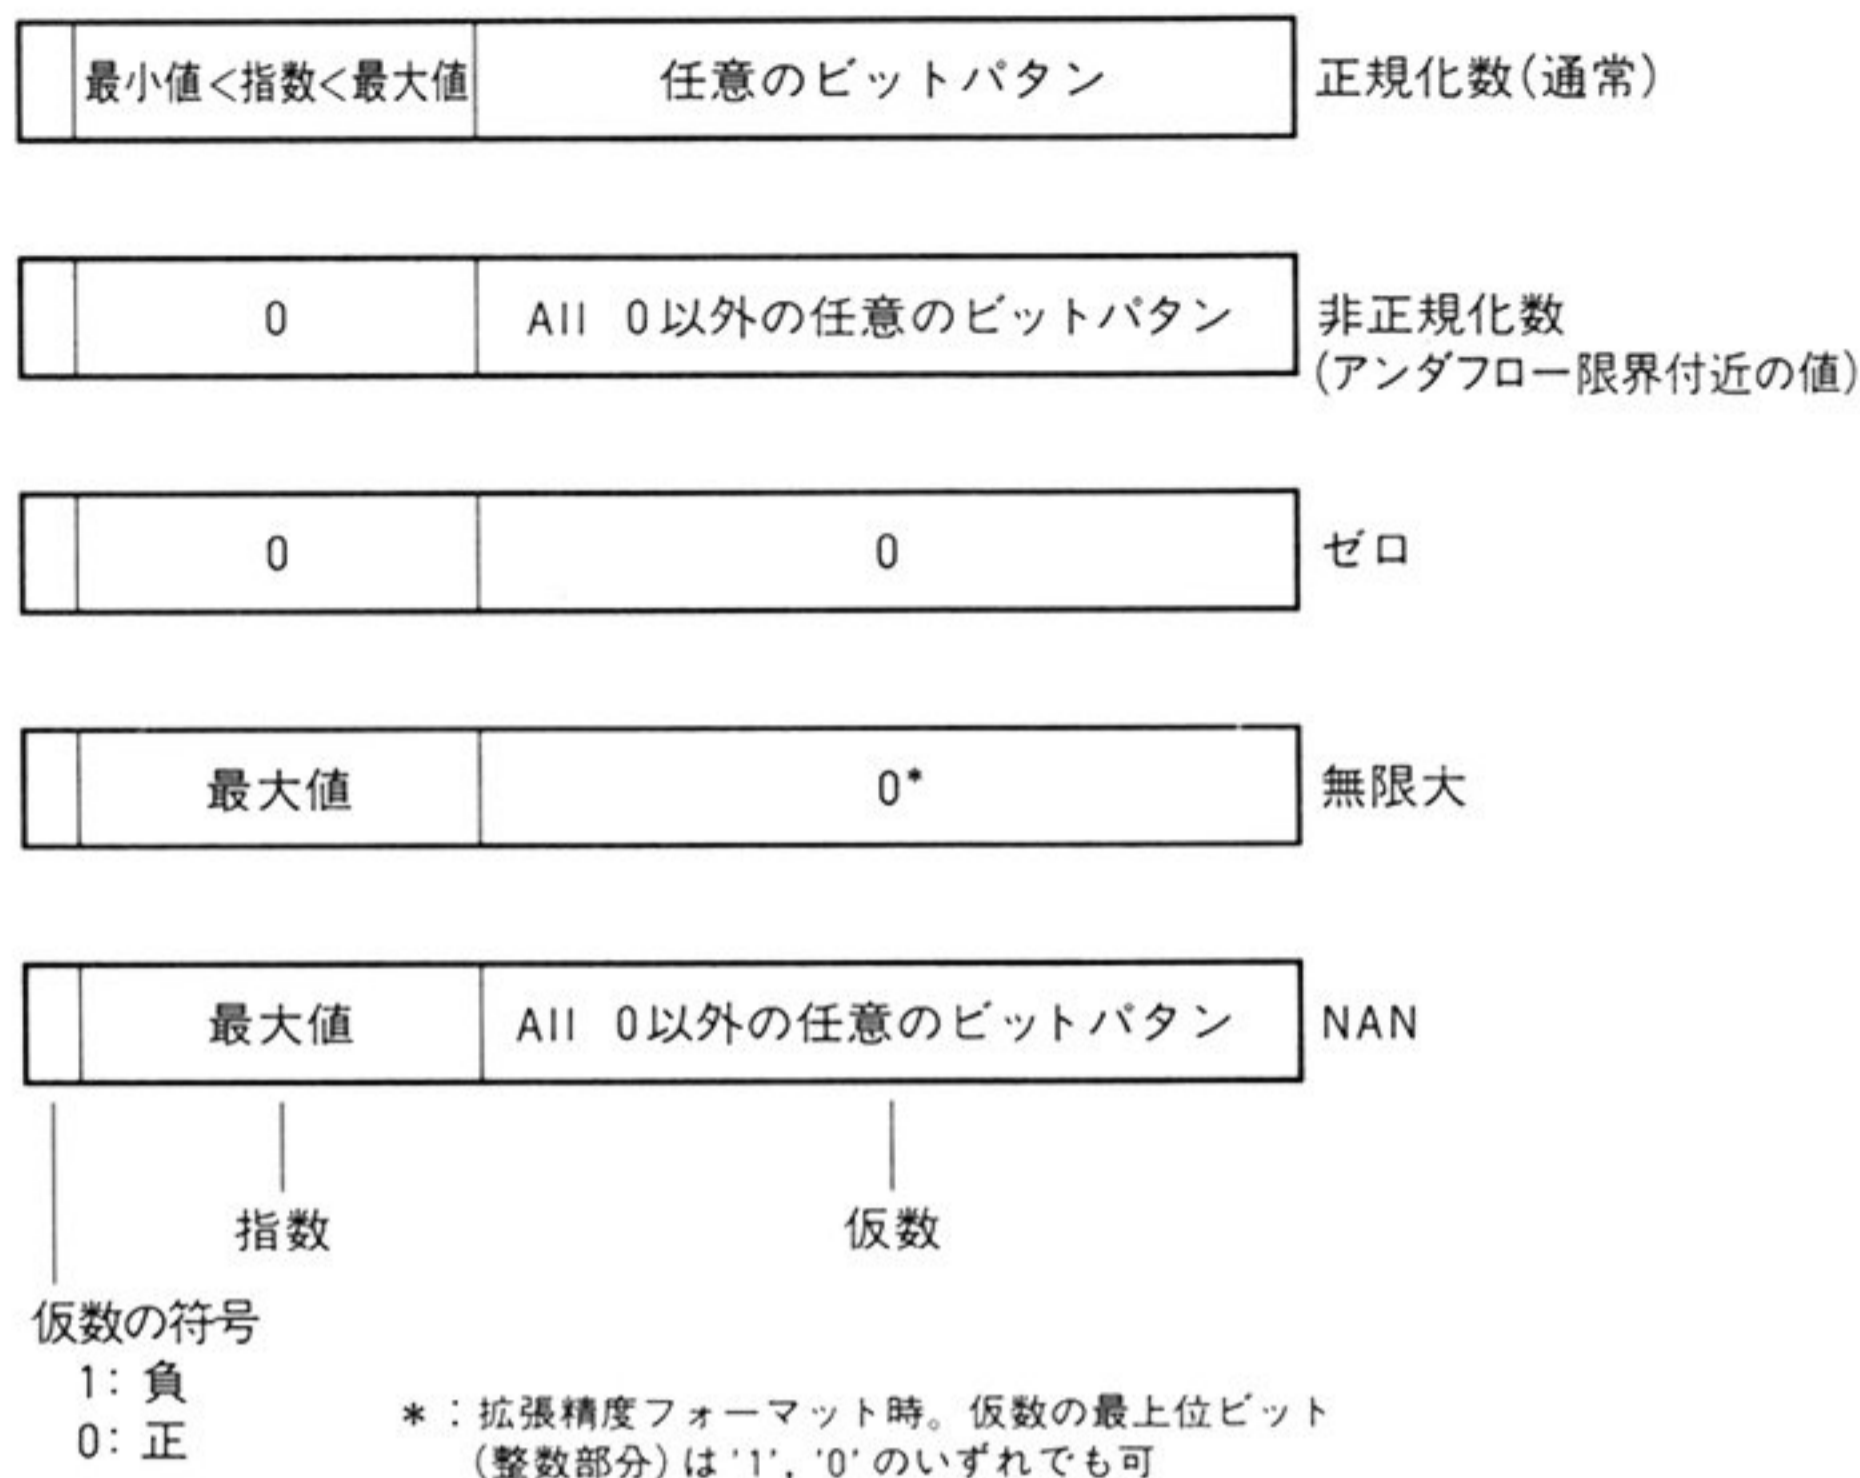 最小値<指数<最大値 任意のビットパタン 正規化数(通常)
0 All 0以外の任意のビットパタン 非正規化数
(アンダフロー限界付近の値)
0 0 ゼロ
最大値 0* 無限大
最大値 All 0以外の任意のビットパタン NAN
指数 仮数
仮数の符号
1: 負
0: 正
*:拡張精度フォーマット時。仮数の最上位ビット
(整数部分)は'1', '0'のいずれでも可